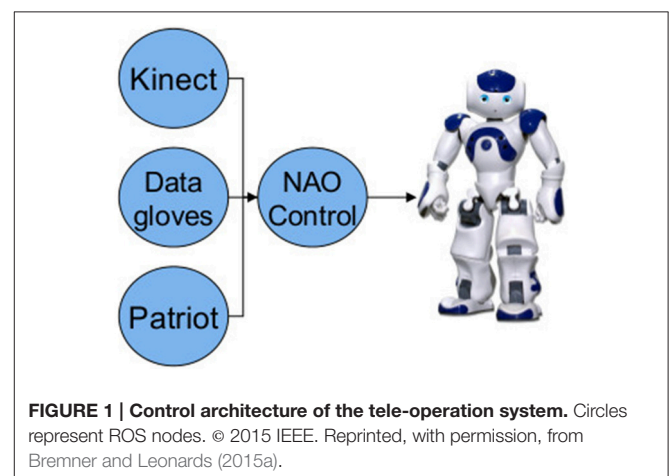 Kinect
Data
gloves
Patriot
NAO
Control
FIGURE 1 | Control architecture of the tele-operation system. Circles
represent ROS nodes. © 2015 IEEE. Reprinted, with permission, from
Bremner and Leonards (2015a).